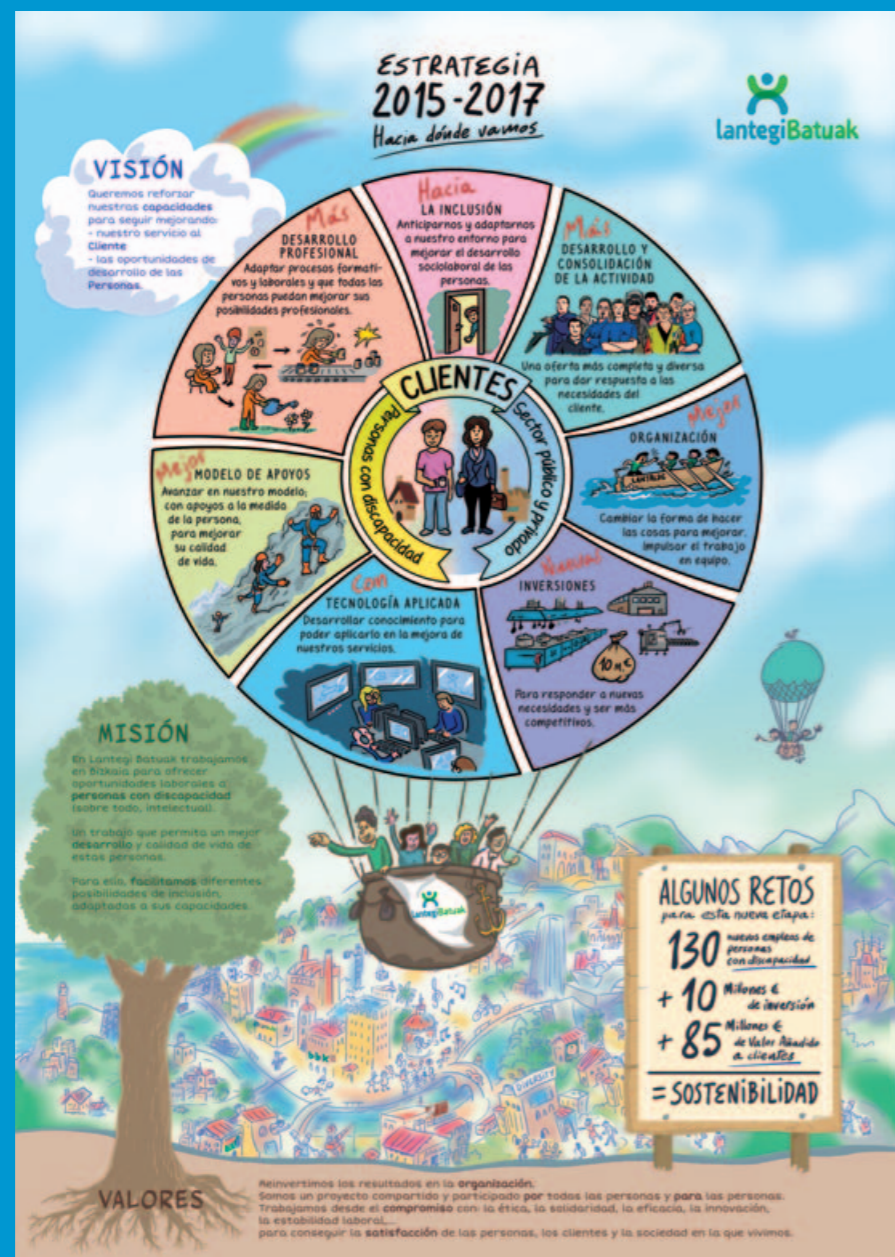 ESTRATEGIA
2015-2017
Hacia dónde vamos
lantegiBatuak
VISIÓN
Queremos reforzar
nuestras capacidades
para seguir mejorando:
- nuestro servicio al
Cliente
- las oportunidades de
desarrollo de las
Personas.
Más
DESARROLLO
PROFESIONAL
Adaptar procesos formati-
vos y laborales y que todas las
personas puedan mejorar sus
posibilidades profesionales.
Hacia
LA INCLUSIÓN
Anticiparnos y adaptarnos
a nuestro entorno para
mejorar el desarrollo
sociolaboral de las
personas.
Más
DESARROLLO Y
CONSOLIDACIÓN
DE LA ACTIVIDAD
Una oferta más completa y diversa
para dar respuesta a las
necesidades del
cliente.
Mejor
ORGANIZACIÓN
Cambiar la forma de hacer
las cosas para mejorar.
Impulsar el trabajo
en equipo.
INVERSIONES
10 M.€
Para responder a nuevas
necesidades y ser más
competitivos.
Con
TECNOLOGÍA APLICADA
Desarrollar conocimiento para
poder aplicarlo en la mejora de
nuestros servicios.
Mejor
MODELO DE APOYOS
Avanzar en nuestro modelo,
con apoyos a la medida
de la persona,
para mejorar
su calidad
de vida.
CLIENTES
Personas con discapacidad
Sector público y privado
MISIÓN
En Lantegi Batuak trabajamos
en Bizkaia para ofrecer
oportunidades laborales a
personas con discapacidad
(sobre todo, intelectual).
Un trabajo que permita un mejor
desarrollo y calidad de vida de
estas personas.
Para ello, facilitamos diferentes
posibilidades de inclusión,
adaptadas a sus capacidades.
lantegiBatuak
DIVERSITY
ALGUNOS RETOS
para esta nueva etapa:
130 nuevos empleos de
personas
con discapacidad
+ 10 Millones €
de inversión
+ 85 Millones €
de Valor Añadido
a clientes
= SOSTENIBILIDAD
VALORES
Reinvertimos los resultados en la organización.
Somos un proyecto compartido y participado por todas las personas y para las personas.
Trabajamos desde el compromiso con: la ética, la solidaridad, la eficacia, la innovación,
la estabilidad laboral,...
para conseguir la satisfacción de las personas, los clientes y la sociedad en la que vivimos.